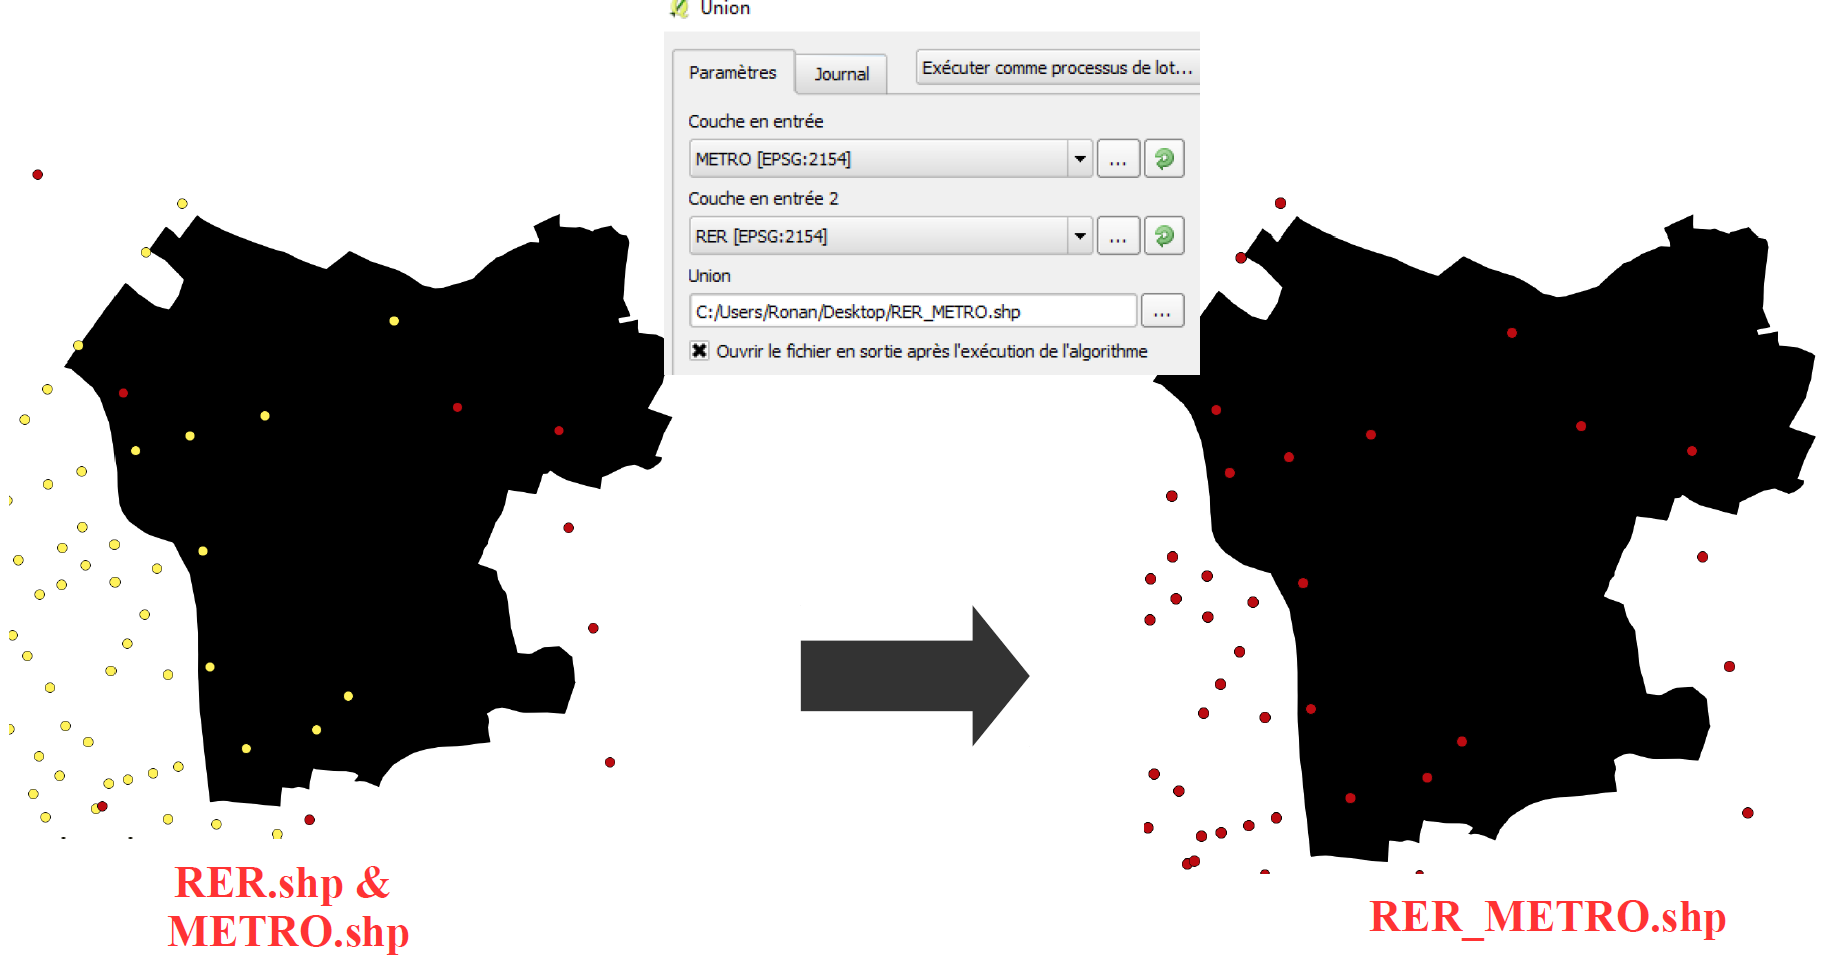 Union
Paramètres
Journal
Exécuter comme processus de lot...
Couche en entrée
METRO [EPSG:2154]
...
Couche en entrée 2
RER [EPSG:2154]
...
Union
C:/Users/Ronan/Desktop/RER_METRO.shp
...
Ouvrir le fichier en sortie après l'exécution de l'algorithme
RER.shp &
METRO.shp
RER_METRO.shp